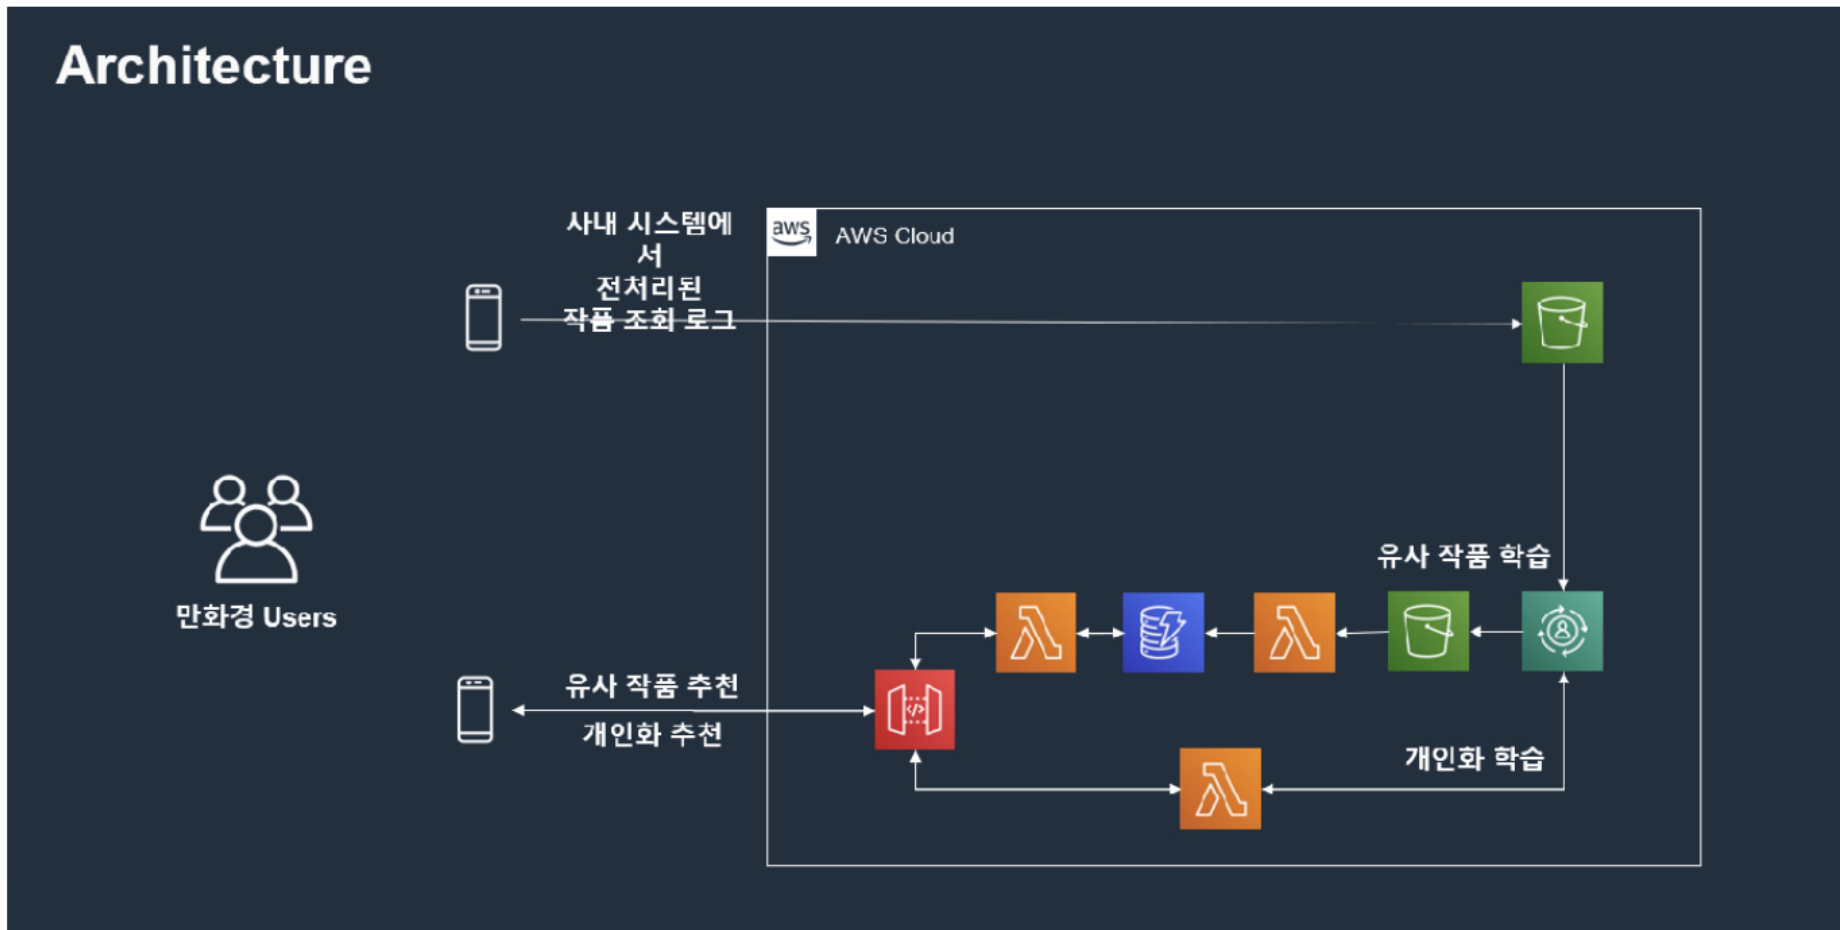 Architecture
사내 시스템에
서
전처리된
작품 조회 로그
aws
AWS Cloud
유사 작품 학습
만화경 Users
유사 작품 추천
개인화 추천
개인화 학습